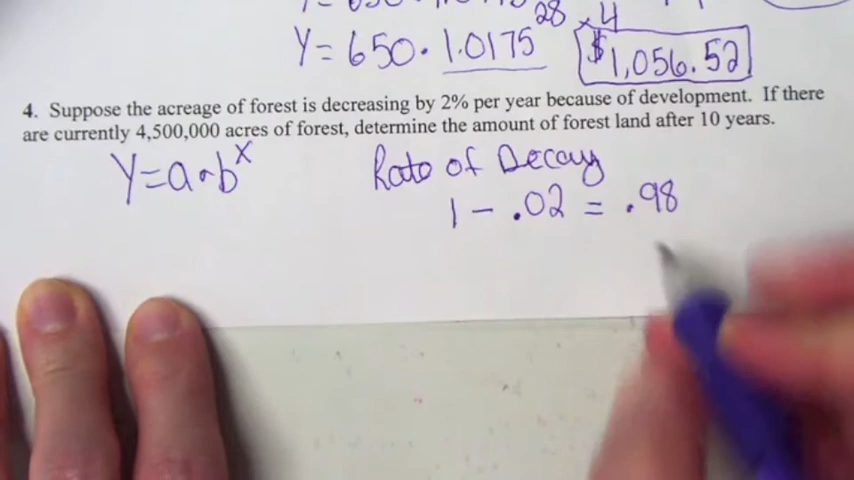 28 × 4
Y = 650 · 1.0175
$1,056.52
4. Suppose the acreage of forest is decreasing by 2% per year because of development. If there
are currently 4,500,000 acres of forest, determine the amount of forest land after 10 years.
Y = a · b^x
Rate of Decay
1 - .02 = .98